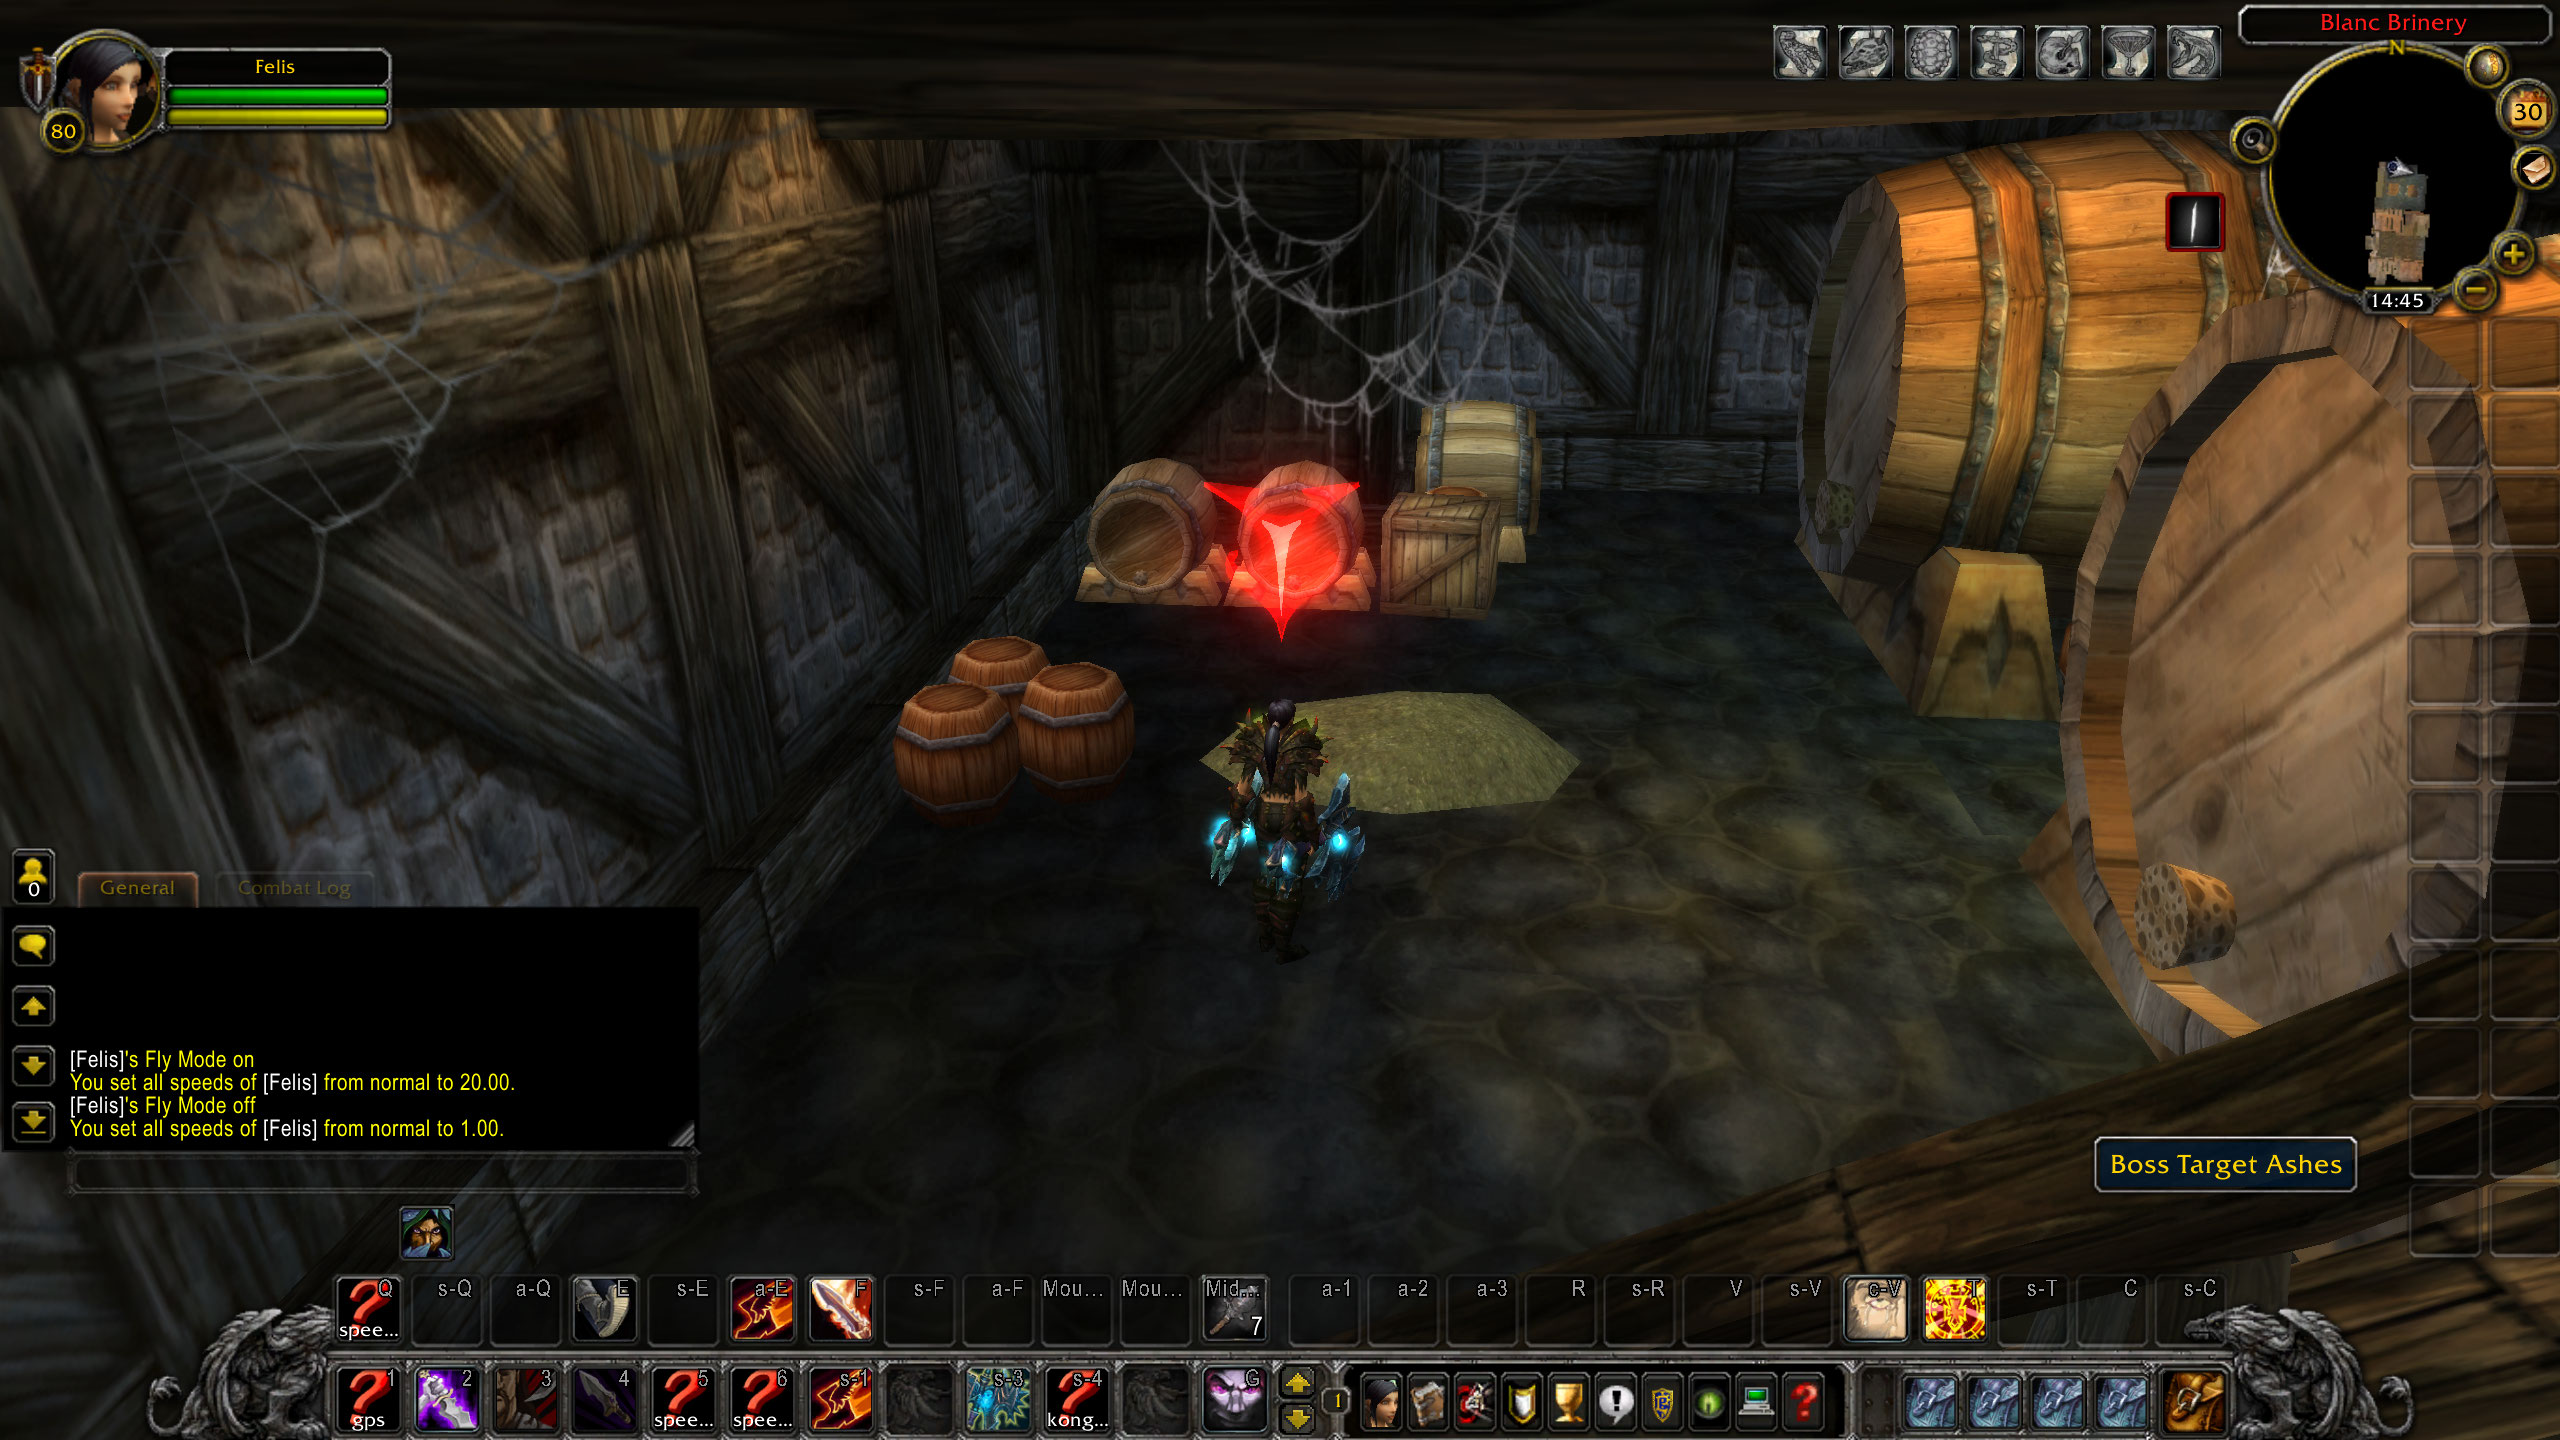 Blanc Brinery
Felis
80
N
30
14:45
0
General
Combat Log
[Felis]'s Fly Mode on
You set all speeds of [Felis] from normal to 20.00.
[Felis]'s Fly Mode off
You set all speeds of [Felis] from normal to 1.00.
Boss Target Ashes
Q s-Q a-Q E s-E a-E F s-F a-F Mou... Mou... Mid... a-1 a-2 a-3 R s-R V s-V c-V T s-T C s-C
spee... 7
1 2 3 4 5 6 s-1 s-3 s-4 G
1
gps spee... spee... kong...